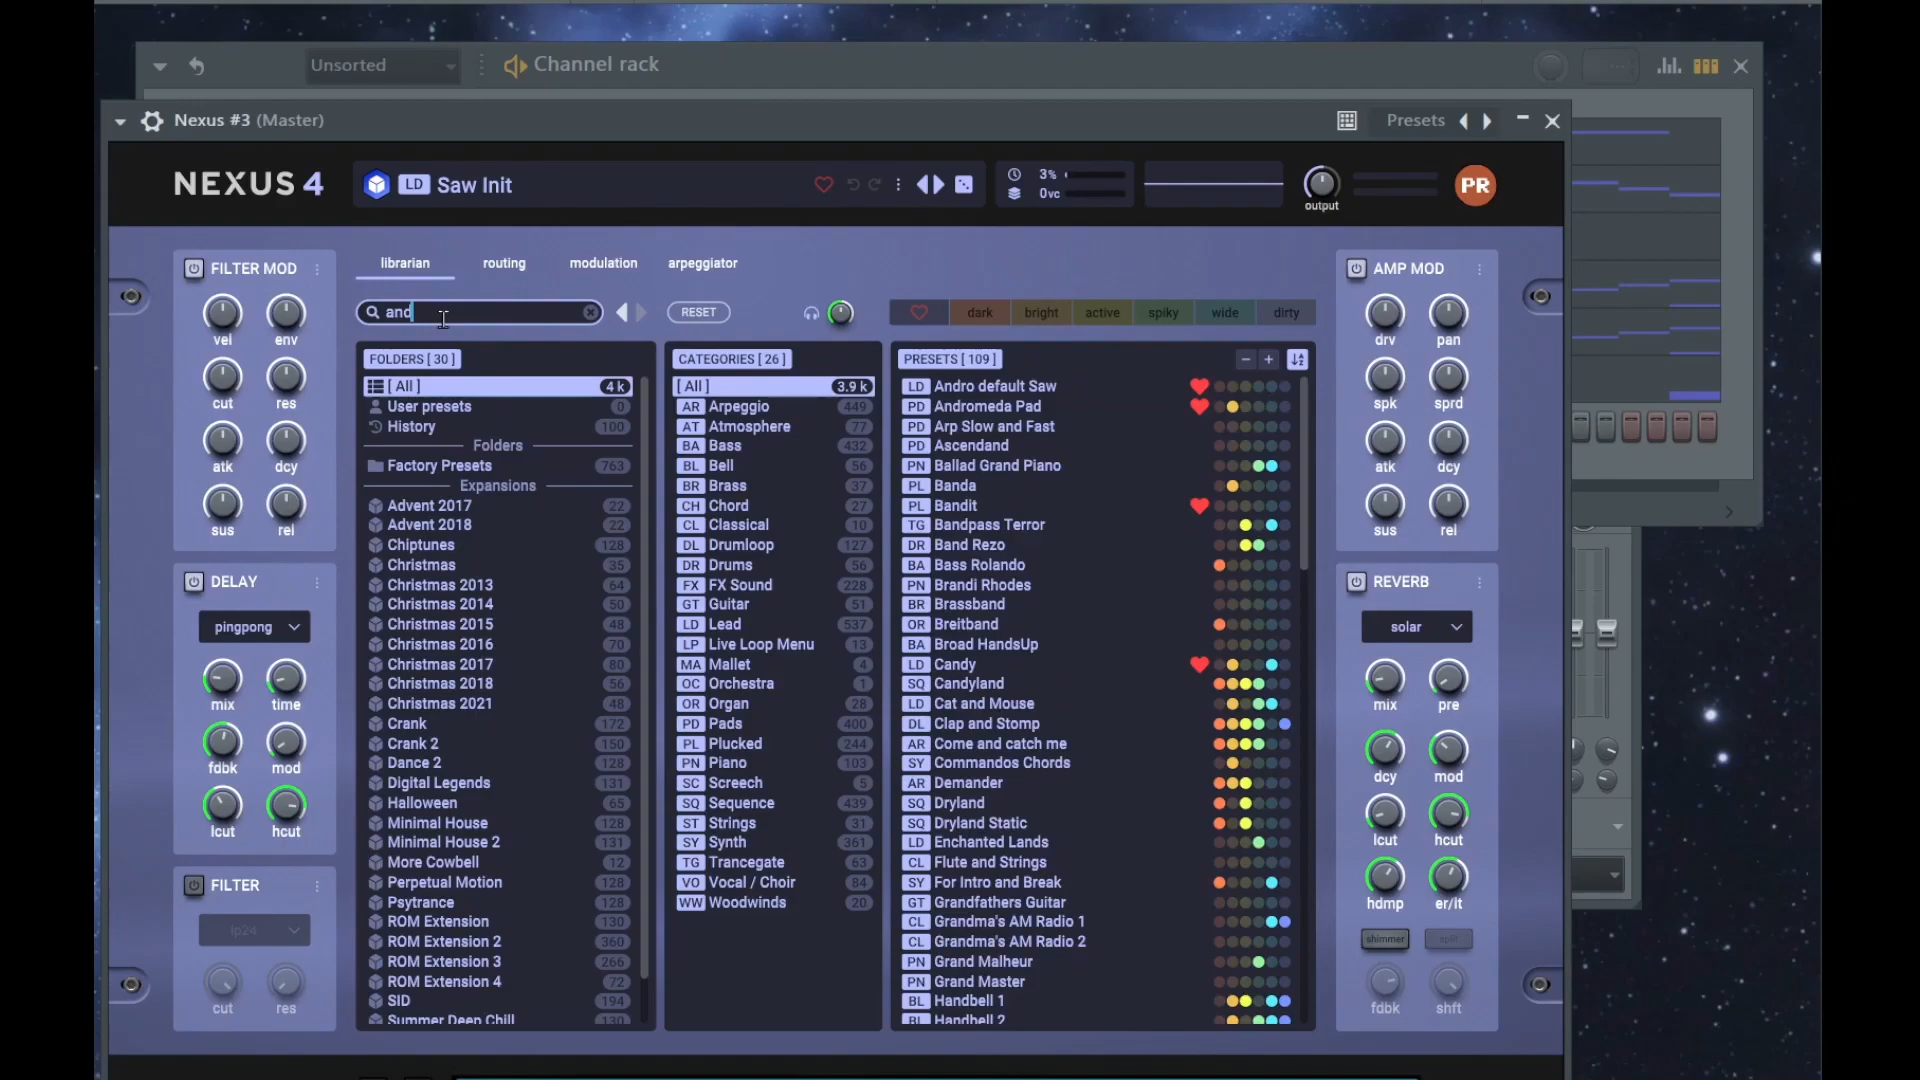 Unsorted
Channel rack
Nexus #3 (Master)
Presets
NEXUS 4
LD Saw Init
3%
0vc
output
PR
librarian routing modulation arpeggiator
and
RESET
dark bright active spiky wide dirty
FILTER MOD
vel env
cut res
atk dcy
sus rel
DELAY
pingpong
mix time
fdbk mod
lcut hcut
FILTER
lp24
cut res
FOLDERS [ 30 ]
[ All ] 4 k
User presets 0
History 100
Folders
Factory Presets 763
Expansions
Advent 2017 22
Advent 2018 22
Chiptunes 128
Christmas 35
Christmas 2013 64
Christmas 2014 50
Christmas 2015 48
Christmas 2016 70
Christmas 2017 80
Christmas 2018 56
Christmas 2021 48
Crank 172
Crank 2 150
Dance 2 128
Digital Legends 131
Halloween 65
Minimal House 128
Minimal House 2 131
More Cowbell 12
Perpetual Motion 128
Psytrance 128
ROM Extension 130
ROM Extension 2 360
ROM Extension 3 266
ROM Extension 4 72
SID 194
Summer Deep Chill 130
CATEGORIES [ 26 ]
[ All ] 3.9 k
AR Arpeggio 449
AT Atmosphere 77
BA Bass 432
BL Bell 56
BR Brass 37
CH Chord 27
CL Classical 10
DL Drumloop 127
DR Drums 56
FX FX Sound 228
GT Guitar 51
LD Lead 537
LP Live Loop Menu 13
MA Mallet 4
OC Orchestra 1
OR Organ 28
PD Pads 400
PL Plucked 244
PN Piano 103
SC Screech 5
SQ Sequence 439
ST Strings 31
SY Synth 361
TG Trancegate 63
VO Vocal / Choir 84
WW Woodwinds 20
PRESETS [ 109 ]
LD Andro default Saw
PD Andromeda Pad
PD Arp Slow and Fast
PD Ascendand
PN Ballad Grand Piano
PL Banda
PL Bandit
TG Bandpass Terror
DR Band Rezo
BA Bass Rolando
PN Brandi Rhodes
BR Brassband
OR Breitband
BA Broad HandsUp
LD Candy
SQ Candyland
LD Cat and Mouse
DL Clap and Stomp
AR Come and catch me
SY Commandos Chords
AR Demander
SQ Dryland
SQ Dryland Static
LD Enchanted Lands
CL Flute and Strings
SY For Intro and Break
GT Grandfathers Guitar
CL Grandma's AM Radio 1
CL Grandma's AM Radio 2
PN Grand Malheur
PN Grand Master
BL Handbell 1
BL Handbell 2
AMP MOD
drv pan
spk sprd
atk dcy
sus rel
REVERB
solar
mix pre
dcy mod
lcut hcut
hdmp er/lt
shimmer split
fdbk shft